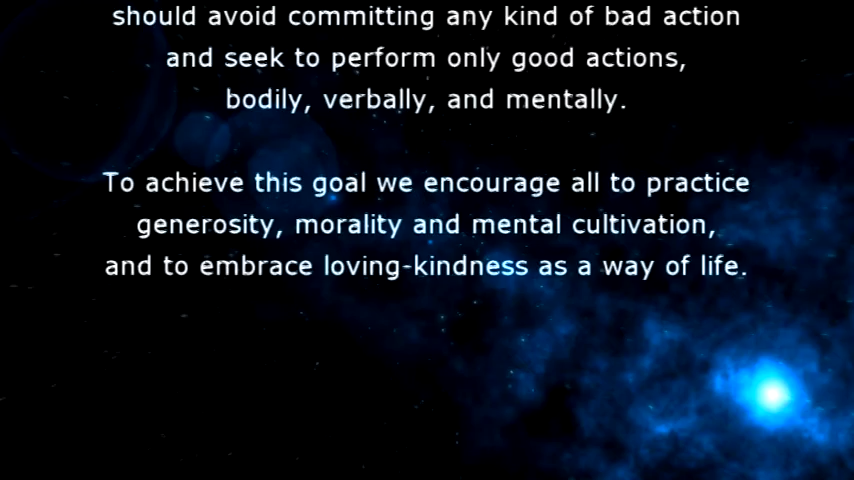 should avoid committing any kind of bad action
and seek to perform only good actions,
bodily, verbally, and mentally.
To achieve this goal we encourage all to practice
generosity, morality and mental cultivation,
and to embrace loving-kindness as a way of life.